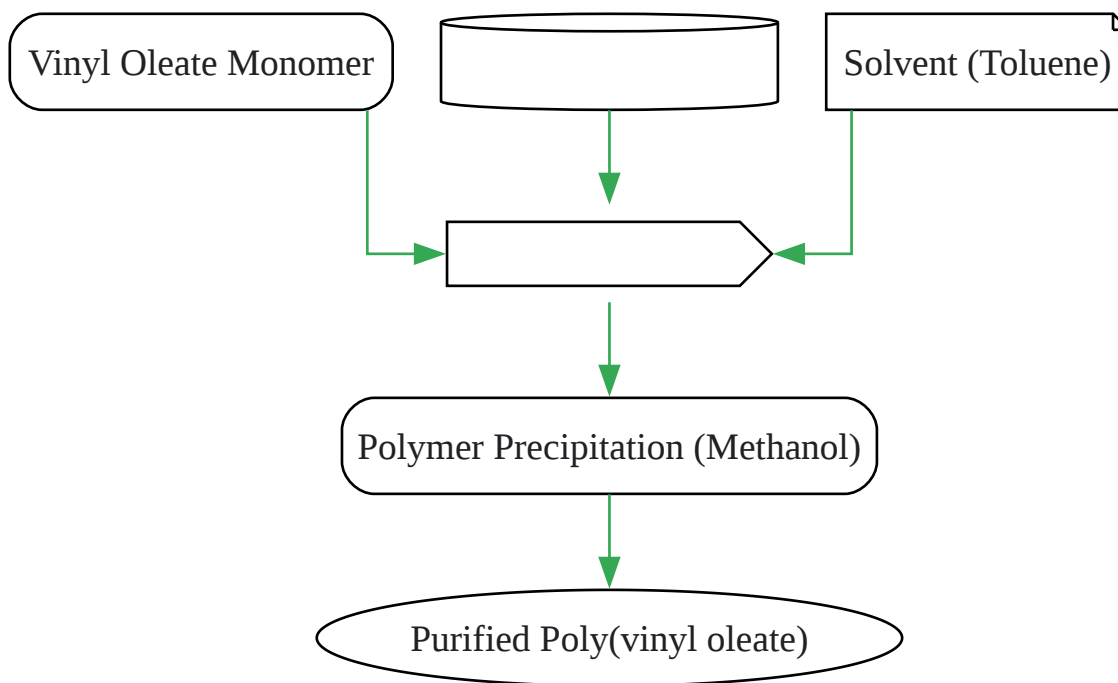 Vinyl Oleate Monomer
Solvent (Toluene)
Polymer Precipitation (Methanol)
Purified Poly(vinyl oleate)